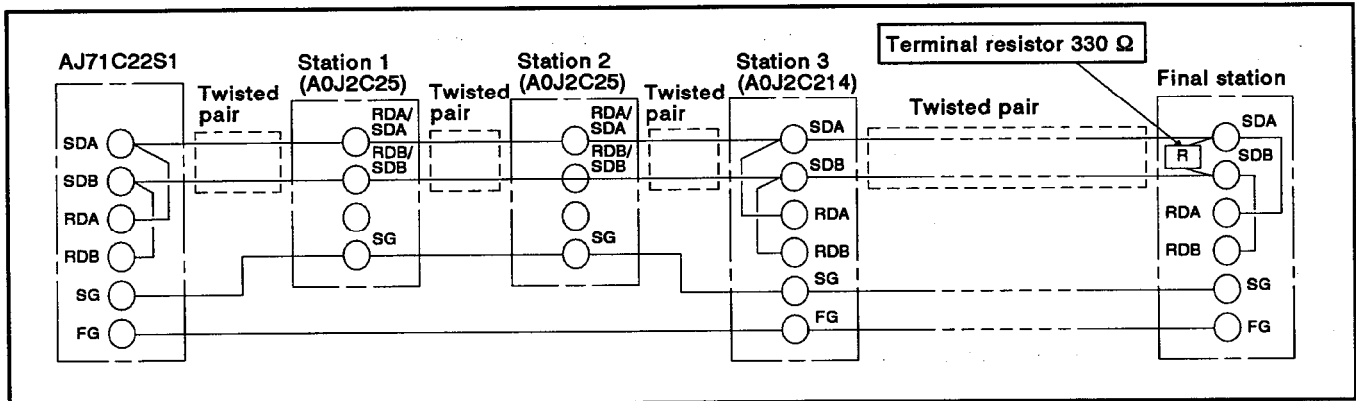 Terminal resistor 330 Ω
AJ71C22S1
SDA
SDB
RDA
RDB
SG
FG
Twisted
pair
Station 1
(A0J2C25)
RDA/
SDA
RDB/
SDB
SG
Twisted
pair
Station 2
(A0J2C25)
RDA/
SDA
RDB/
SDB
Twisted
pair
Station 3
(A0J2C214)
SDA
SDB
RDA
RDB
SG
FG
Twisted pair
Final station
R
SDA
SDB
RDA
RDB
SG
FG